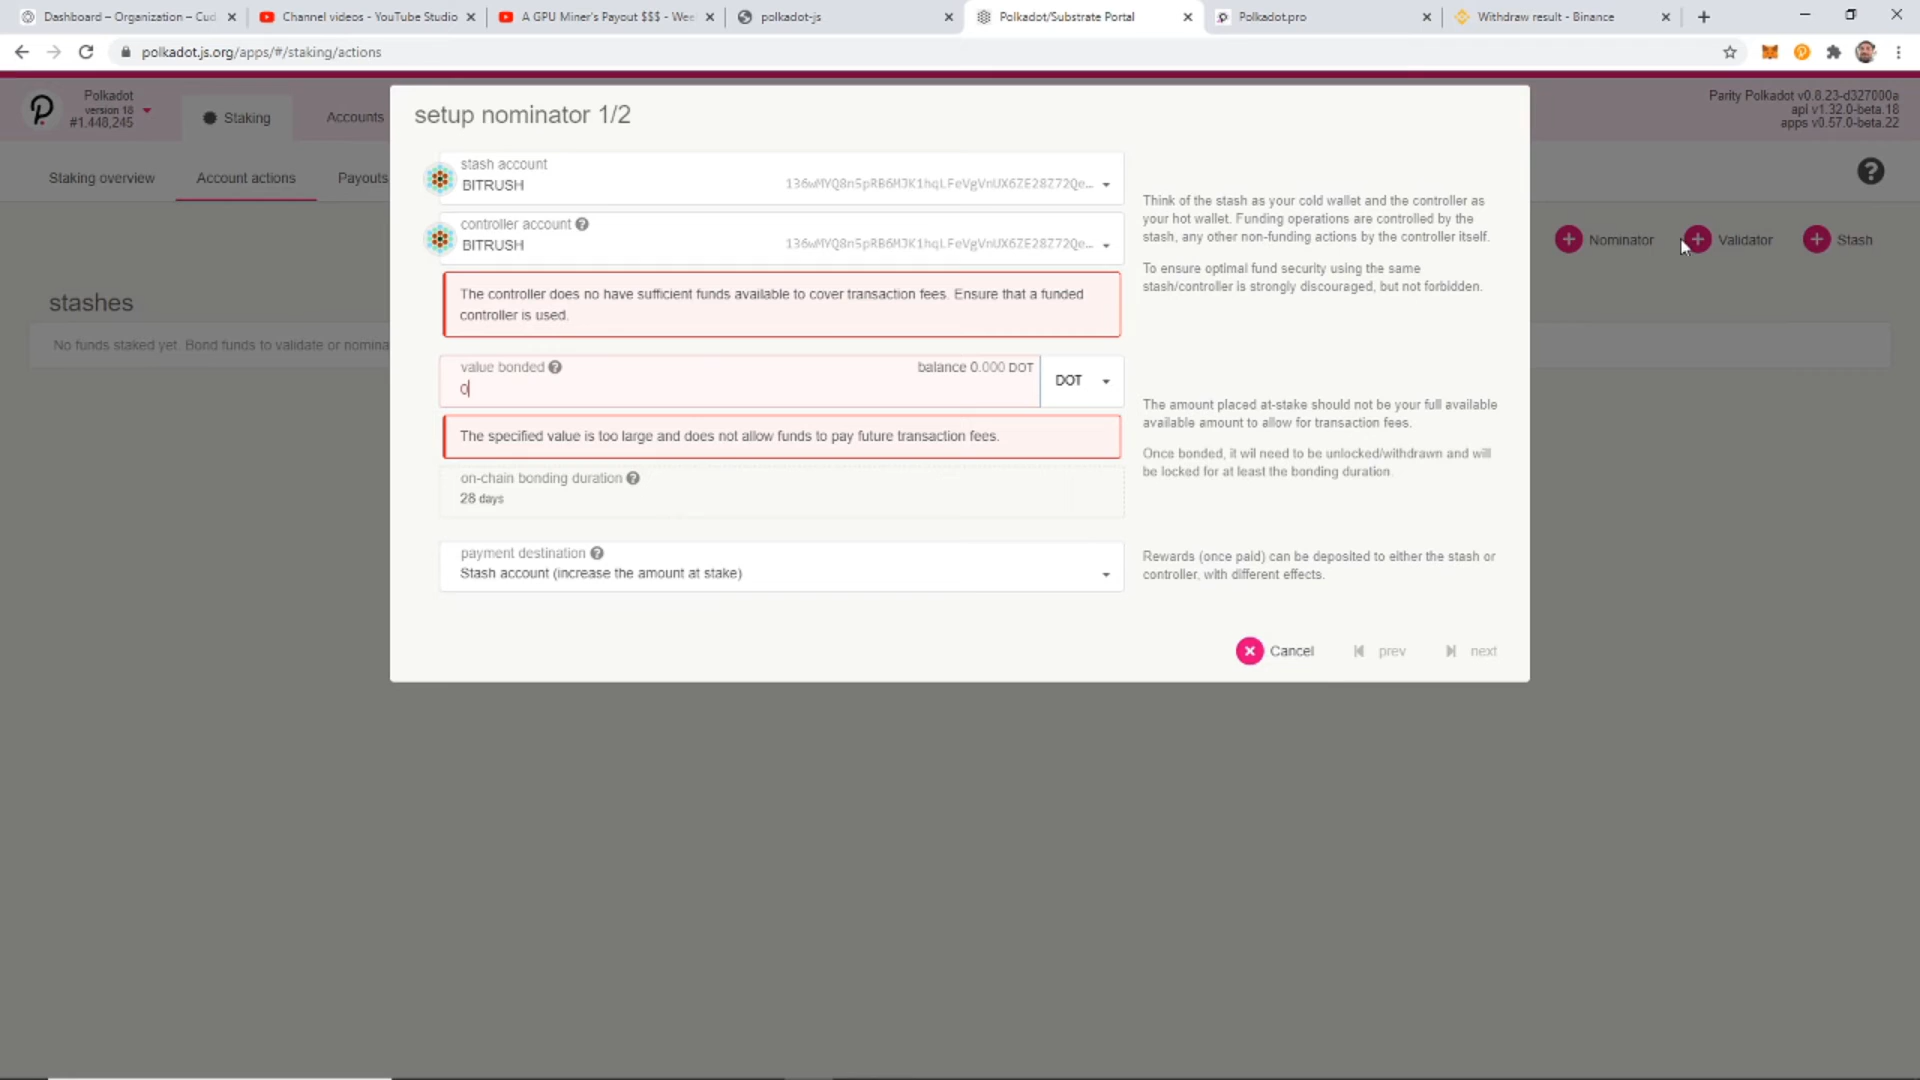 Dashboard – Organization – Cud
Channel videos - YouTube Studio
A GPU Miner's Payout $$$ - Wee
polkadot-js
Polkadot/Substrate Portal
Polkadot.pro
Withdraw result - Binance
polkadot.js.org/apps/#/staking/actions
Polkadot
version 18
#1,448,245
Staking
Accounts
Parity Polkadot v0.8.23-d327000a
api v1.32.0-beta.18
apps v0.57.0-beta.22
Staking overview
Account actions
Payouts
Nominator
Validator
Stash
stashes
No funds staked yet. Bond funds to validate or nomina
setup nominator 1/2
stash account
BITRUSH
136wMYQ8n5pRB6MJK1hqLFeVgVnUX6ZE28Z72Qe…
controller account
BITRUSH
136wMYQ8n5pRB6MJK1hqLFeVgVnUX6ZE28Z72Qe…
Think of the stash as your cold wallet and the controller as
your hot wallet. Funding operations are controlled by the
stash, any other non-funding actions by the controller itself.
To ensure optimal fund security using the same
stash/controller is strongly discouraged, but not forbidden.
The controller does no have sufficient funds available to cover transaction fees. Ensure that a funded
controller is used.
value bonded
0
balance 0.000 DOT
DOT
The specified value is too large and does not allow funds to pay future transaction fees.
The amount placed at-stake should not be your full available
available amount to allow for transaction fees.
Once bonded, it wil need to be unlocked/withdrawn and will
be locked for at least the bonding duration.
on-chain bonding duration
28 days
payment destination
Stash account (increase the amount at stake)
Rewards (once paid) can be deposited to either the stash or
controller, with different effects.
Cancel
prev
next